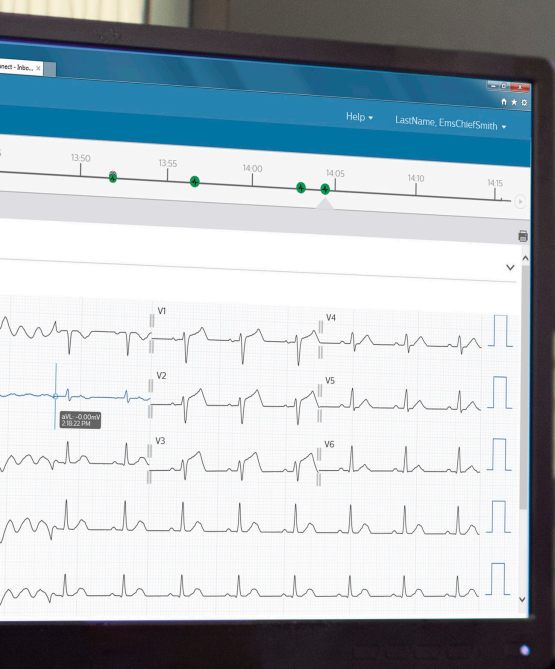 nnect - Inbo... ×
Help ▾ LastName, EmsChiefSmith ▾
13:50 13:55 14:00 14:05 14:10 14:15
V1 V4
V2 V5
aVL: -0.00mV
2:18:22 PM
V3 V6